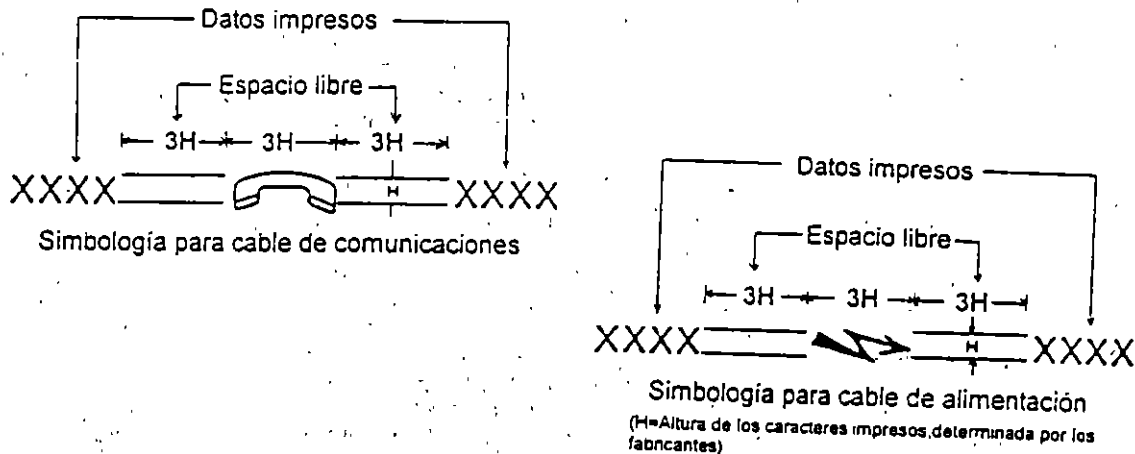 Datos impresos
Espacio libre
3H 3H 3H
XXXX H XXXX
Simbología para cable de comunicaciones
Datos impresos
Espacio libre
3H 3H 3H
XXXX H XXXX
Simbología para cable de alimentación
(H=Altura de los caracteres impresos,determinada por los
fabricantes)